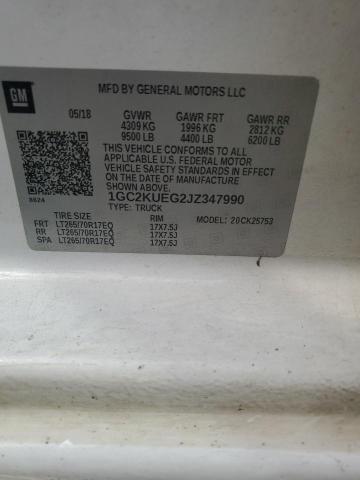 GM
MFD BY GENERAL MOTORS LLC
05/18 GVWR GAWR FRT GAWR RR
4309 KG 1996 KG 2812 KG
9500 LB 4400 LB 6200 LB
THIS VEHICLE CONFORMS TO ALL
APPLICABLE U.S. FEDERAL MOTOR
VEHICLE SAFETY STANDARDS IN
EFFECT ON THE DATE OF
MANUFACTURE SHOWN ABOVE.
1GC2KUEG2JZ347990
TYPE: TRUCK
TIRE SIZE RIM MODEL: 20CK25753
FRT LT265/70R17EQ 17X7.5J
RR LT265/70R17EQ 17X7.5J
SPA LT265/70R17EQ 17X7.5J